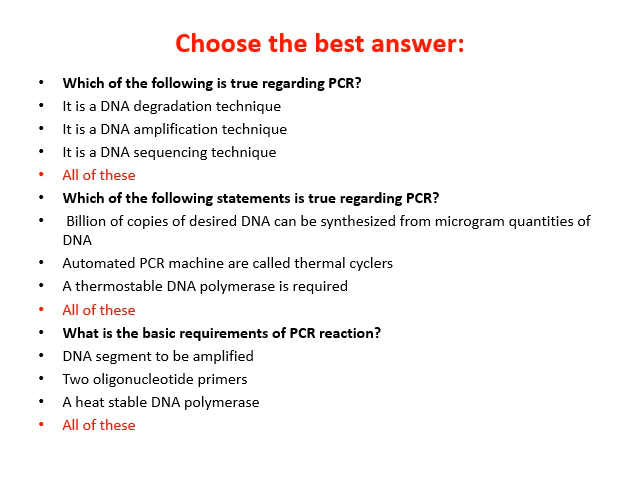 Choose the best answer:
• Which of the following is true regarding PCR?
• It is a DNA degradation technique
• It is a DNA amplification technique
• It is a DNA sequencing technique
• All of these
• Which of the following statements is true regarding PCR?
• Billion of copies of desired DNA can be synthesized from microgram quantities of
DNA
• Automated PCR machine are called thermal cyclers
• A thermostable DNA polymerase is required
• All of these
• What is the basic requirements of PCR reaction?
• DNA segment to be amplified
• Two oligonucleotide primers
• A heat stable DNA polymerase
• All of these